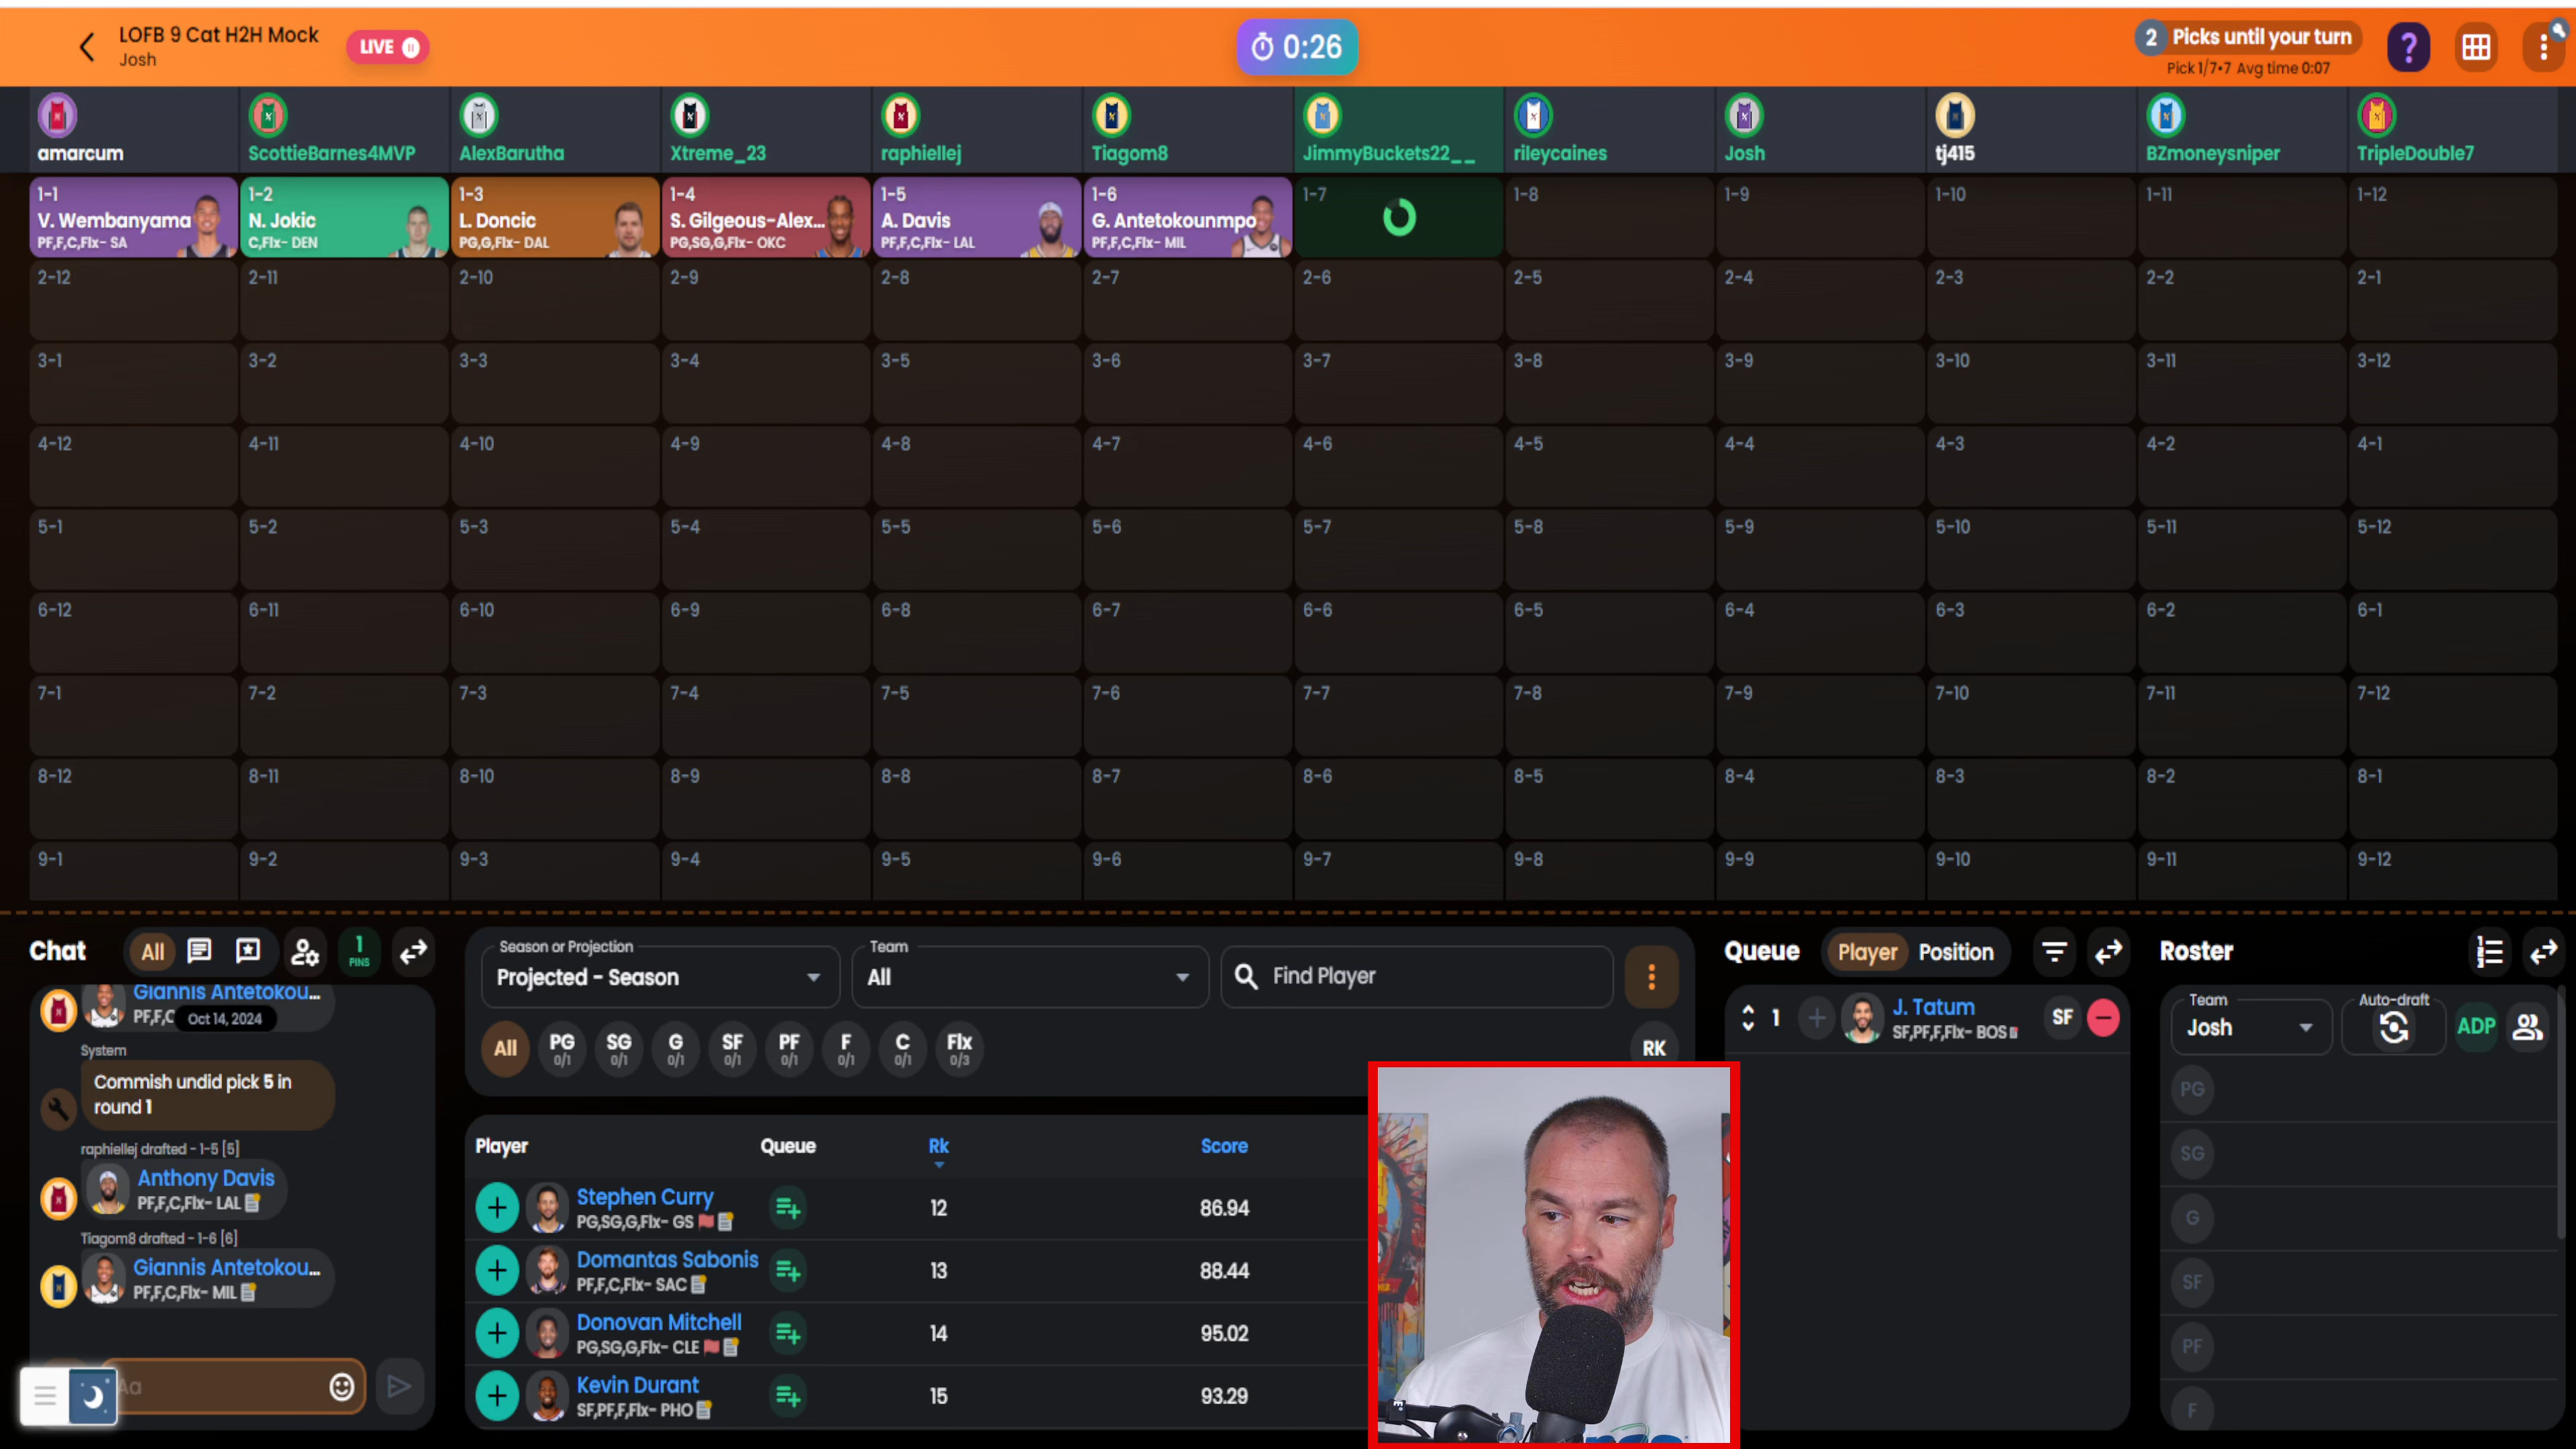 LOFB 9 Cat H2H Mock
Josh
LIVE
0:26
2 Picks until your turn
Pick 1/7•7 Avg time 0:07
?
amarcum
ScottieBarnes4MVP
AlexBarutha
Xtreme_23
raphiellej
Tiagom8
JimmyBuckets22__
rileycaines
Josh
tj415
BZmoneysniper
TripleDouble7
1-1
V. Wembanyama
PF,F,C,Flx- SA
1-2
N. Jokic
C,Flx- DEN
1-3
L. Doncic
PG,G,Flx- DAL
1-4
S. Gilgeous-Alex...
PG,SG,G,Flx- OKC
1-5
A. Davis
PF,F,C,Flx- LAL
1-6
G. Antetokounmpo
PF,F,C,Flx- MIL
1-7
1-8
1-9
1-10
1-11
1-12
2-12 2-11 2-10 2-9 2-8 2-7 2-6 2-5 2-4 2-3 2-2 2-1
3-1 3-2 3-3 3-4 3-5 3-6 3-7 3-8 3-9 3-10 3-11 3-12
4-12 4-11 4-10 4-9 4-8 4-7 4-6 4-5 4-4 4-3 4-2 4-1
5-1 5-2 5-3 5-4 5-5 5-6 5-7 5-8 5-9 5-10 5-11 5-12
6-12 6-11 6-10 6-9 6-8 6-7 6-6 6-5 6-4 6-3 6-2 6-1
7-1 7-2 7-3 7-4 7-5 7-6 7-7 7-8 7-9 7-10 7-11 7-12
8-12 8-11 8-10 8-9 8-8 8-7 8-6 8-5 8-4 8-3 8-2 8-1
9-1 9-2 9-3 9-4 9-5 9-6 9-7 9-8 9-9 9-10 9-11 9-12
Chat
All
1
PINS
Giannis Antetokou...
PF,F,C
Oct 14, 2024
System
Commish undid pick 5 in
round 1
raphiellej drafted - 1-5 [5]
Anthony Davis
PF,F,C,Flx- LAL
Tiagom8 drafted - 1-6 [6]
Giannis Antetokou...
PF,F,C,Flx- MIL
Aa
Season or Projection
Projected - Season
Team
All
Find Player
All
PG
0/1
SG
0/1
G
0/1
SF
0/1
PF
0/1
F
0/1
C
0/1
Flx
0/3
RK
Player Queue Rk Score
Stephen Curry
PG,SG,G,Flx- GS
12 86.94
Domantas Sabonis
PF,F,C,Flx- SAC
13 88.44
Donovan Mitchell
PG,SG,G,Flx- CLE
14 95.02
Kevin Durant
SF,PF,F,Flx- PHO
15 93.29
Queue
Player Position
1
J. Tatum
SF,PF,F,Flx- BOS
SF
Roster
Team
Josh
Auto-draft
ADP
PG
SG
G
SF
PF
F